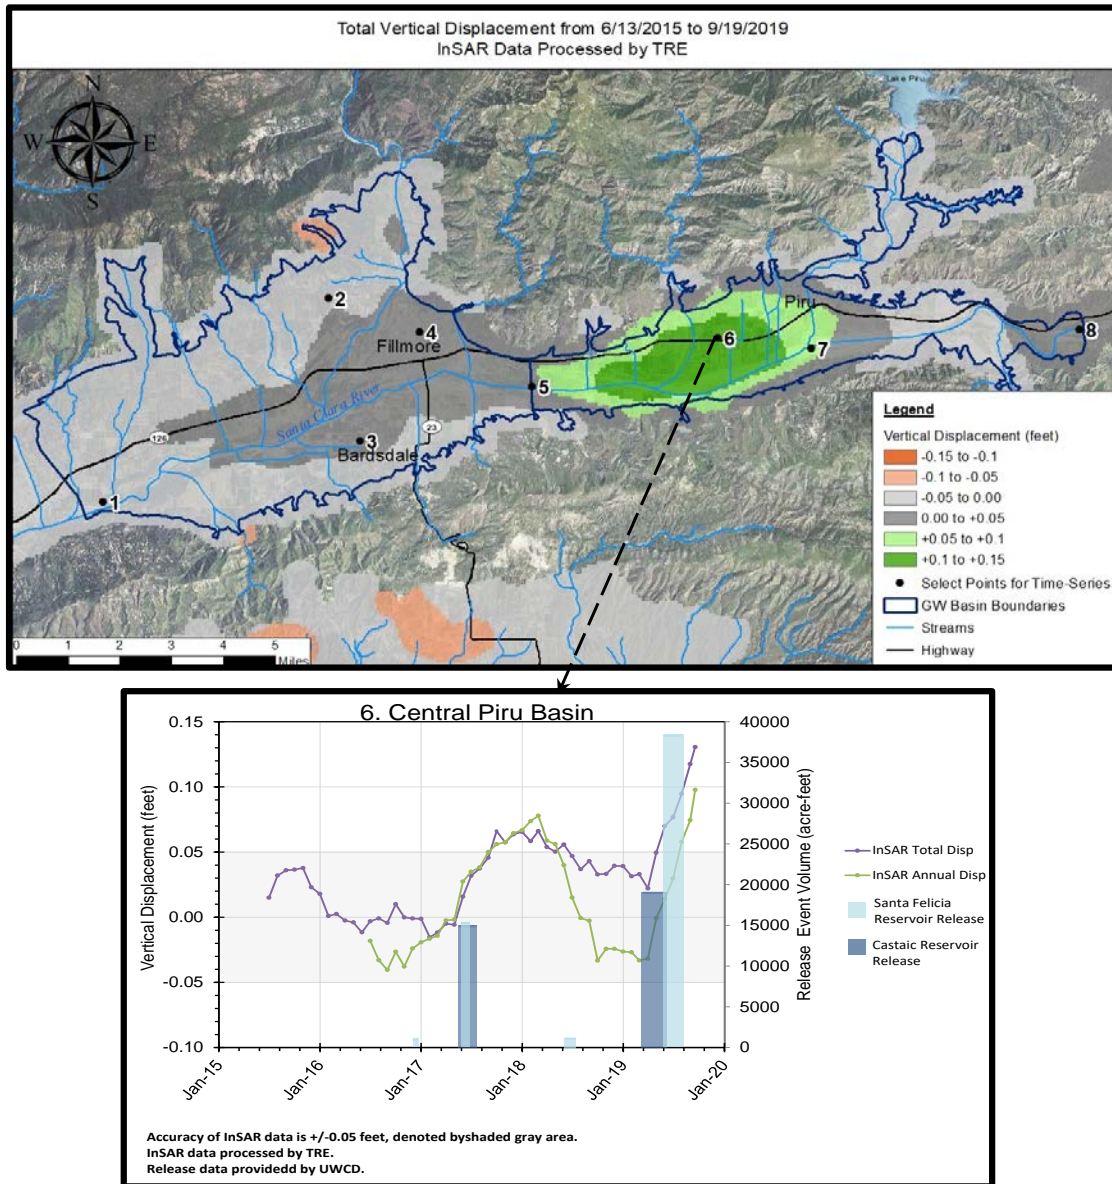 Total Vertical Displacement from 6/13/2015 to 9/19/2019
InSAR Data Processed by TRE
N
W E
S
Lake Piru
2
4
Fillmore
Piru
6
7
8
5
Santa Clara River
126
23
3
Bardsdale
1
Legend
Vertical Displacement (feet)
-0.15 to -0.1
-0.1 to -0.05
-0.05 to 0.00
0.00 to +0.05
+0.05 to +0.1
+0.1 to +0.15
Select Points for Time-Series
GW Basin Boundaries
Streams
Highway
0 1 2 3 4 5
Miles
6. Central Piru Basin
Vertical Displacement (feet)
0.15
0.10
0.05
0.00
-0.05
-0.10
Jan-15
Jan-16
Jan-17
Jan-18
Jan-19
Jan-20
40000
35000
30000
25000
20000
15000
10000
5000
0
Release Event Volume (acre-feet)
InSAR Total Disp
InSAR Annual Disp
Santa Felicia
Reservoir Release
Castaic Reservoir
Release
Accuracy of InSAR data is +/-0.05 feet, denoted byshaded gray area.
InSAR data processed by TRE.
Release data providedd by UWCD.